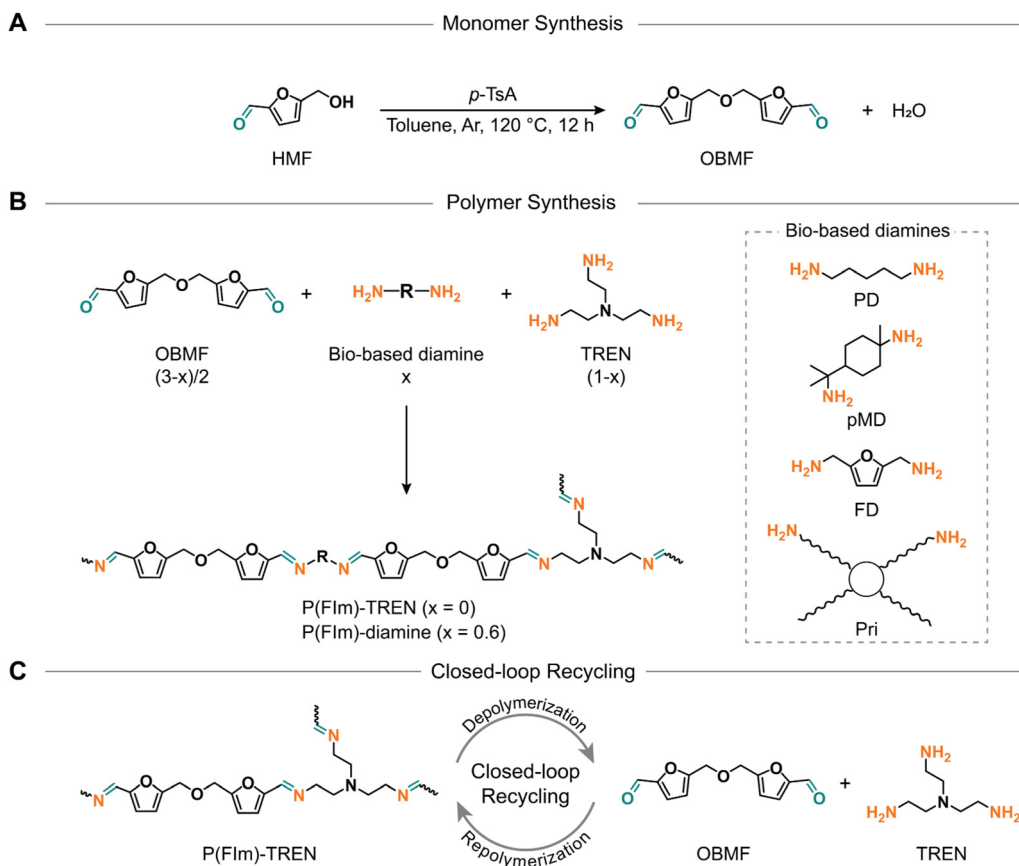 A
Monomer Synthesis
O
OH
O
HMF
p-TsA
Toluene, Ar, 120 °C, 12 h
O
O
O
O
O
OBMF
+ H₂O
B
Polymer Synthesis
O
O
O
O
O
OBMF
(3-x)/2
+
H₂N-R-NH₂
Bio-based diamine
x
+
NH₂
N
H₂N
NH₂
TREN
(1-x)
Bio-based diamines
H₂N
NH₂
PD
NH₂
NH₂
pMD
H₂N
O
NH₂
FD
H₂N
NH₂
Pri
N
O
O
O
N
R
N
O
O
O
N
N
N
N
P(FIm)-TREN (x = 0)
P(FIm)-diamine (x = 0.6)
C
Closed-loop Recycling
N
O
O
O
N
N
N
N
P(FIm)-TREN
Depolymerization
Closed-loop
Recycling
Repolymerization
O
O
O
O
O
OBMF
+
NH₂
N
H₂N
NH₂
TREN